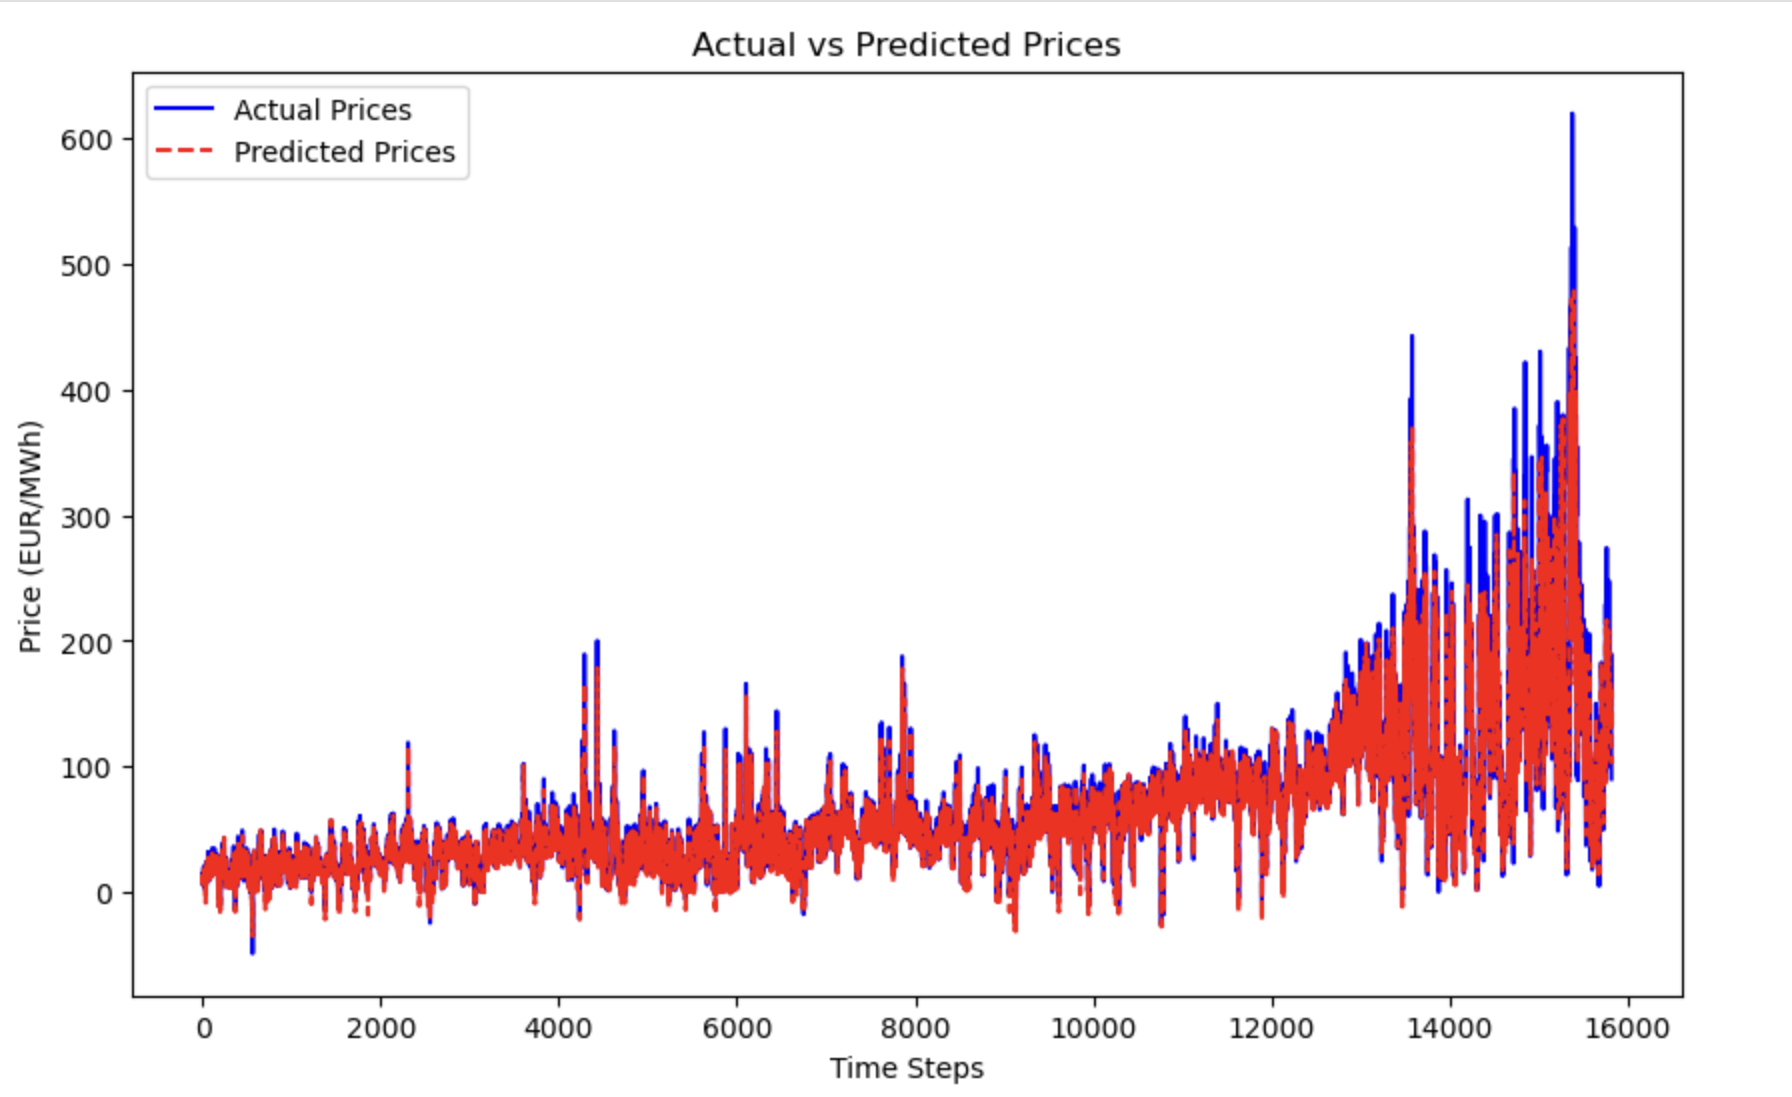 Actual vs Predicted Prices
Actual Prices
Predicted Prices
600
500
400
300
200
100
0
Price (EUR/MWh)
0 2000 4000 6000 8000 10000 12000 14000 16000
Time Steps